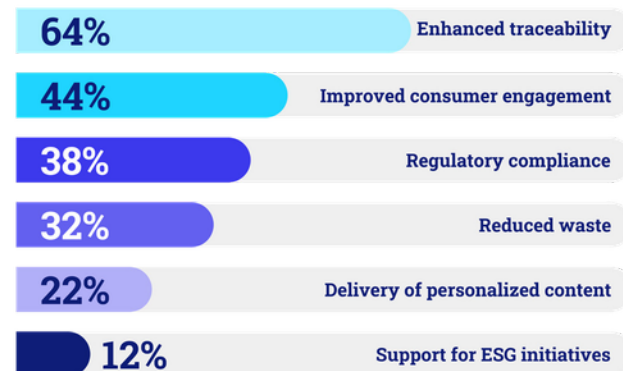 64% Enhanced traceability
44% Improved consumer engagement
38% Regulatory compliance
32% Reduced waste
22% Delivery of personalized content
12% Support for ESG initiatives